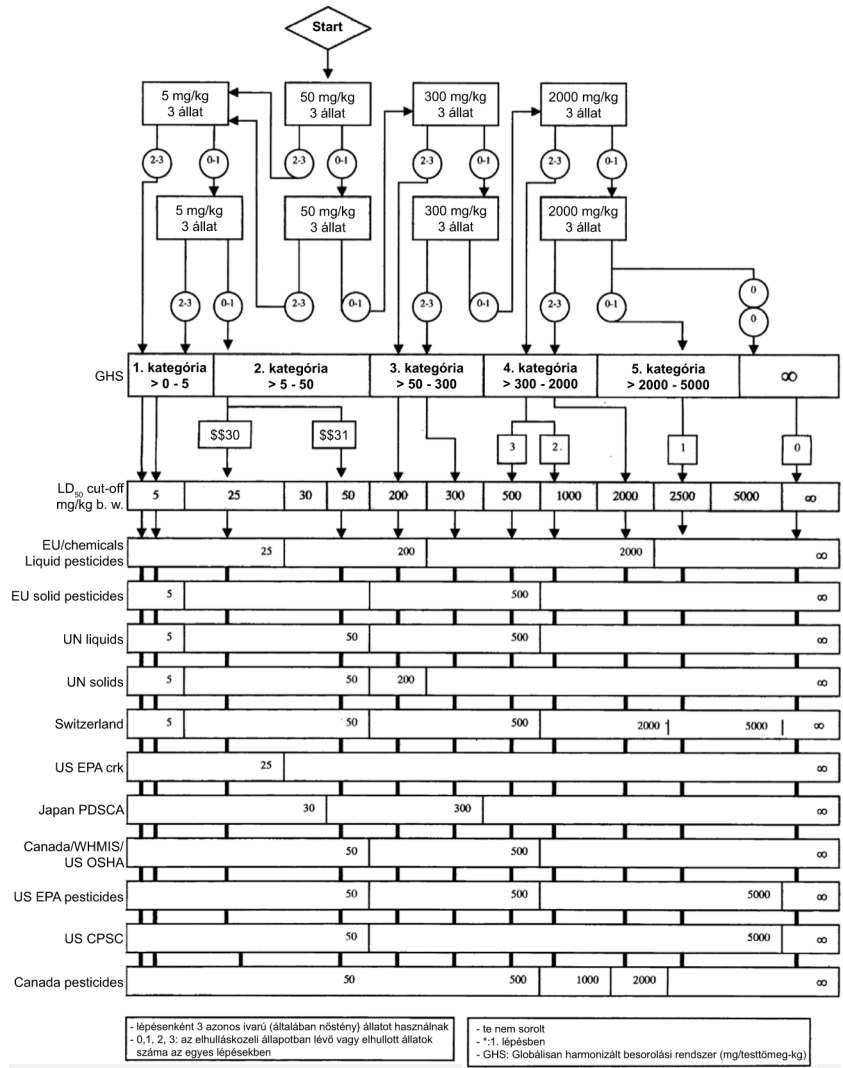 Start
5 mg/kg
3 állat
50 mg/kg
3 állat
300 mg/kg
3 állat
2000 mg/kg
3 állat
2-3
0-1
2-3
0-1
2-3
0-1
2-3
0-1
5 mg/kg
3 állat
50 mg/kg
3 állat
300 mg/kg
3 állat
2000 mg/kg
3 állat
2-3
0-1
2-3
0-1
2-3
0-1
2-3
0-1
0
0
GHS
1. kategória
> 0 - 5
2. kategória
> 5 - 50
3. kategória
> 50 - 300
4. kategória
> 300 - 2000
5. kategória
> 2000 - 5000
∞
$$30
$$31
3
2.
1
0
LD50 cut-off
mg/kg b. w.
5
25
30
50
200
300
500
1000
2000
2500
5000
∞
EU/chemicals
Liquid pesticides
25
200
2000
∞
EU solid pesticides
5
500
∞
UN liquids
5
50
500
∞
UN solids
5
50
200
∞
Switzerland
5
50
500
2000
5000
∞
US EPA crk
25
∞
Japan PDSCA
30
300
∞
Canada/WHMIS/
US OSHA
50
500
∞
US EPA pesticides
50
500
5000
∞
US CPSC
50
5000
∞
Canada pesticides
50
500
1000
2000
∞
- lépésenként 3 azonos ivarú (általában nőstény} állatot használnak
- 0,1, 2, 3: az elhulláskozeli állapotban lévő vagy elhullott állatok
száma az egyes lépésekben
- te nem sorolt
- *:1. lépésben
- GHS: Globálisan harmonizált besorolási rendszer (mg/testtömeg-kg)